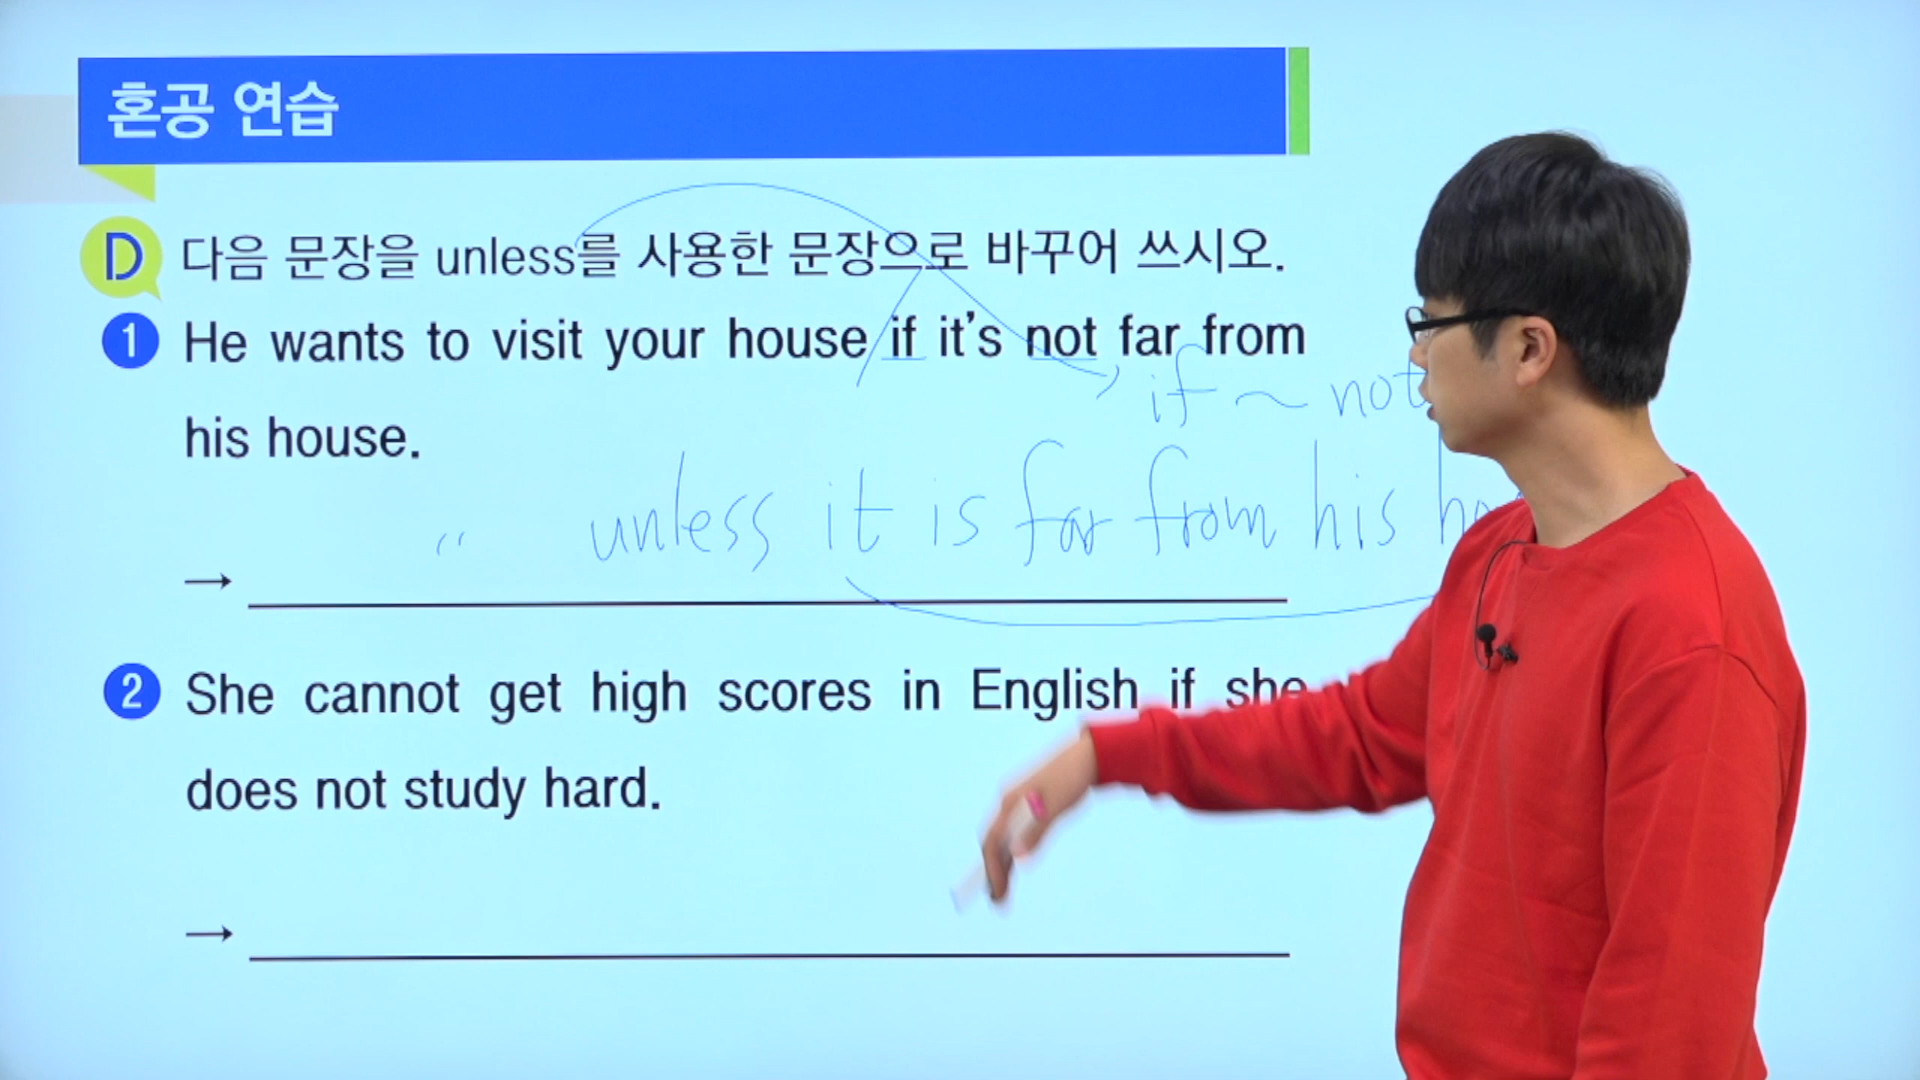 혼공 연습
D 다음 문장을 unless를 사용한 문장으로 바꾸어 쓰시오.
1 He wants to visit your house if it's not far from
if ~ not
his house.
〃 unless it is far from his
→
2 She cannot get high scores in English if she
does not study hard.
→